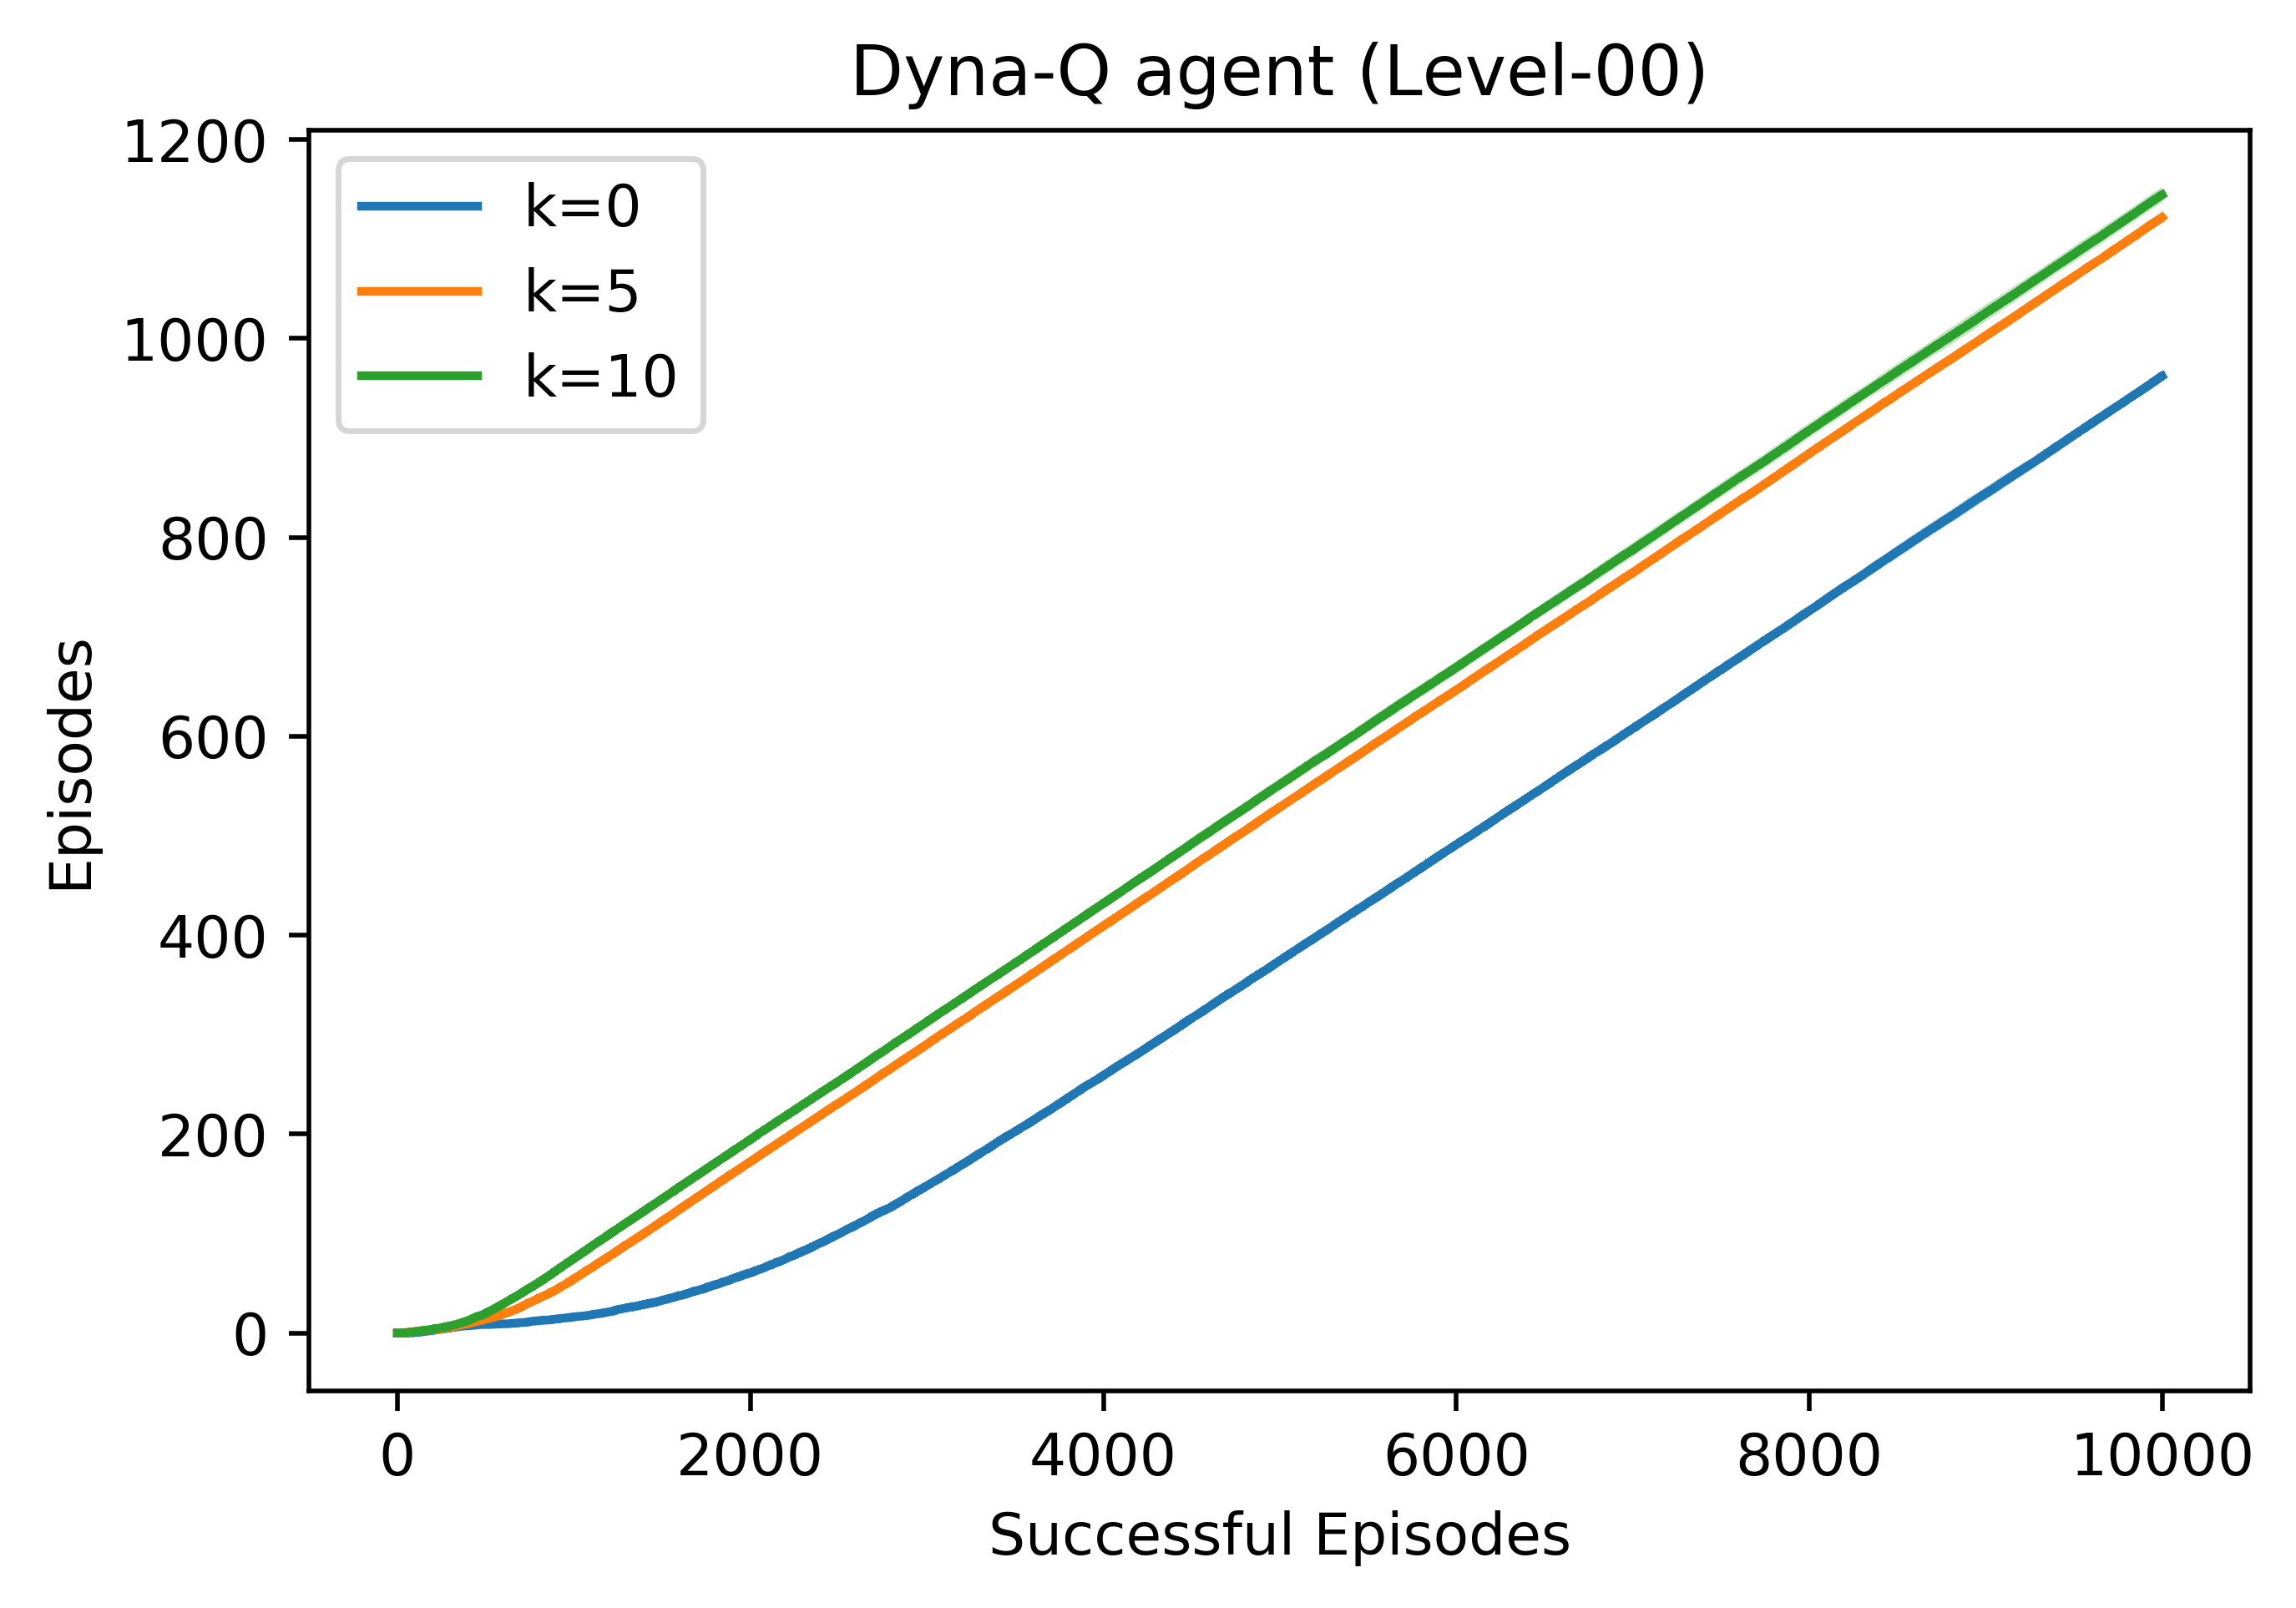 Dyna-Q agent (Level-00)
1200
1000
800
600
400
200
0
Episodes
k=0
k=5
k=10
0 2000 4000 6000 8000 10000
Successful Episodes